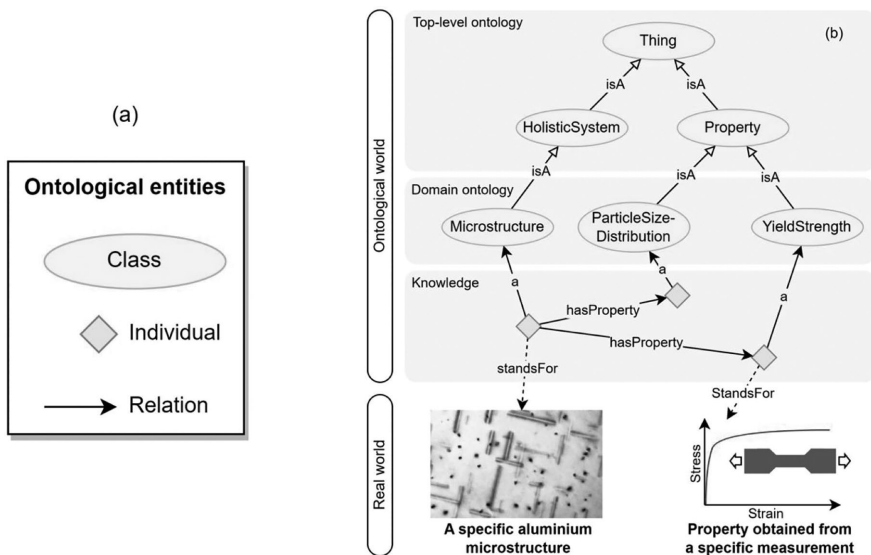 (a)
Ontological entities
Class
Individual
Relation
Ontological world
Real world
Top-level ontology
(b)
Thing
isA
isA
HolisticSystem
Property
isA
isA
isA
Domain ontology
Microstructure
ParticleSize-
Distribution
YieldStrength
Knowledge
a
a
a
hasProperty
hasProperty
standsFor
StandsFor
A specific aluminium
microstructure
Stress
Strain
Property obtained from
a specific measurement